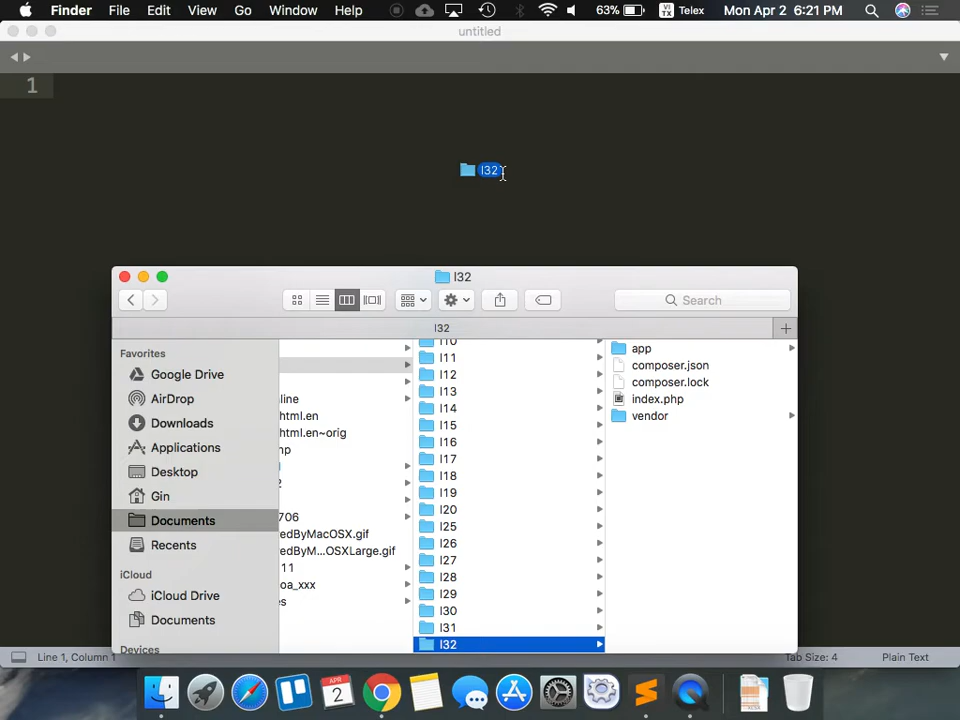 Finder File Edit View Go Window Help 63% VI TX Telex Mon Apr 2 6:21 PM
untitled
1
l32
l32
Search
l32
Favorites
Google Drive
AirDrop
Downloads
Applications
Desktop
Gin
Documents
Recents
iCloud
iCloud Drive
Documents
Devices
line
html.en
html.en~orig
hp
2
706
edByMacOSX.gif
edByM...OSXLarge.gif
11
oa_xxx
es
l10
l11
l12
l13
l14
l15
l16
l17
l18
l19
l20
l25
l26
l27
l28
l29
l30
l31
l32
app
composer.json
composer.lock
index.php
vendor
Line 1, Column 1 Tab Size: 4 Plain Text
APR
2